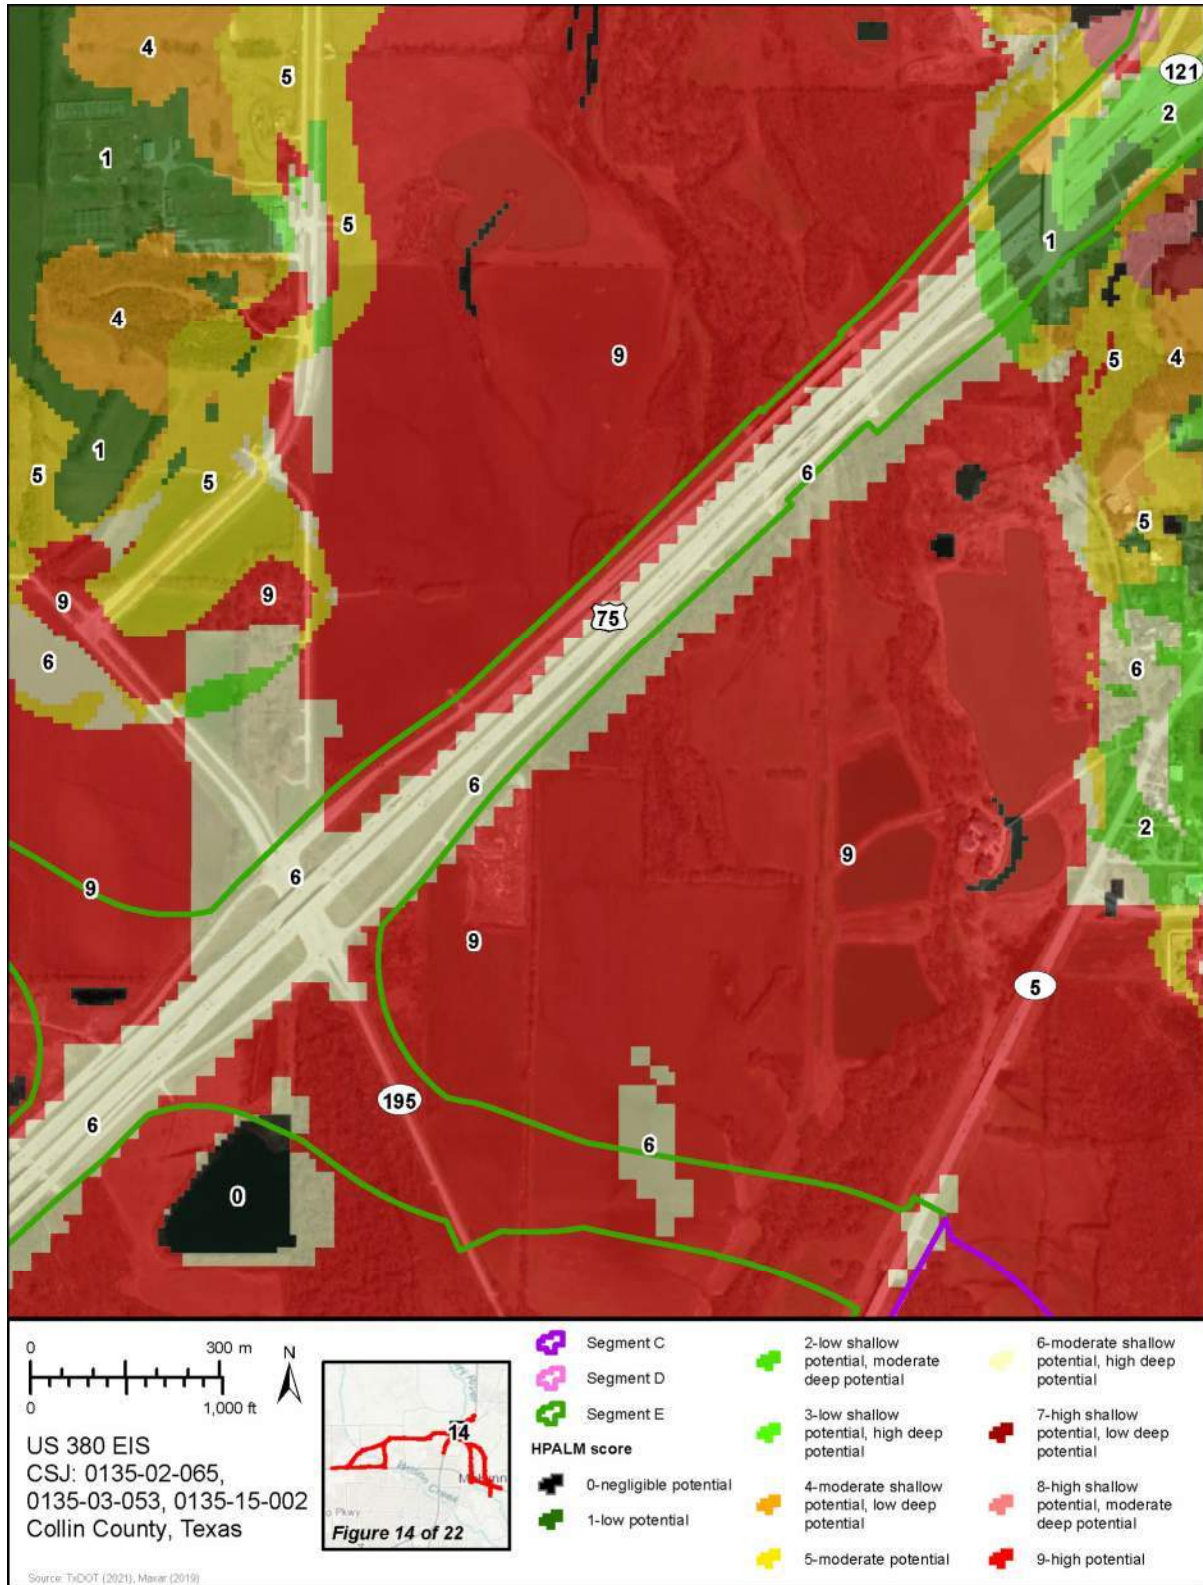 4
5
121
2
1
5
1
4
9
5
4
1
5
5
6
5
9
9
75
6
6
6
2
9
6
9
9
5
195
6
6
0
0 300 m
0 1,000 ft
N
US 380 EIS
CSJ: 0135-02-065,
0135-03-053, 0135-15-002
Collin County, Texas
Source: TxDOT (2021), Maxar (2019)
14
Figure 14 of 22
Segment C
Segment D
Segment E
HPALM score
0-negligible potential
1-low potential
2-low shallow
potential, moderate
deep potential
3-low shallow
potential, high deep
potential
4-moderate shallow
potential, low deep
potential
5-moderate potential
6-moderate shallow
potential, high deep
potential
7-high shallow
potential, low deep
potential
8-high shallow
potential, moderate
deep potential
9-high potential